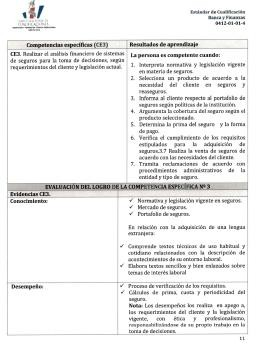 Estándar de Cualificación
Banca y Finanzas
0412-01-01-4
Competencias específicas (CE3)
Resultados de aprendizaje
CE3. Realizar el análisis financiero de sistemas
de seguros para la toma de decisiones, según
requerimientos del cliente y legislación actual.
La persona es competente cuando:
1. Interpreta normativa y legislación vigente
en materia de seguros.
2. Selecciona un producto de acuerdo a la
necesidad del cliente en seguros y
reaseguros.
3. Informa al cliente respecto al portafolio de
seguros según políticas de la institución.
4. Argumenta la cobertura del seguro según el
producto seleccionado.
5. Determina la prima del seguro y la forma
de pago.
6. Verifica el cumplimiento de los requisitos
estipulados para la adquisición de
seguros.3.7 Realiza la venta de seguros de
acuerdo con las necesidades del cliente.
7. Tramita reclamaciones de acuerdo con
procedimientos administrativos de la
entidad y tipo de seguro.
EVALUACIÓN DEL LOGRO DE LA COMPETENCIA ESPECÍFICA Nº 3
Evidencias CE3.
Conocimiento:
✓ Normativa y legislación vigente en seguros.
✓ Mercado de seguros.
✓ Portafolio de seguros.
En relación con la adquisición de una lengua
extranjera:
✓ Comprende textos técnicos de uso habitual y
cotidiano relacionados con la descripción de
acontecimientos de su entorno laboral.
✓ Elabora textos sencillos y bien enlazados sobre
temas de interés laboral
Desempeño:
✓ Proceso de verificación de los requisitos.
✓ Cálculos de prima, cuota y periodicidad del
seguro.
Nota: Los desempeños los realiza en apego a,
los requerimientos del cliente y la legislación
vigente, con ética y profesionalismo,
responsabilizándose de su propio trabajo en la
toma de decisiones.
11